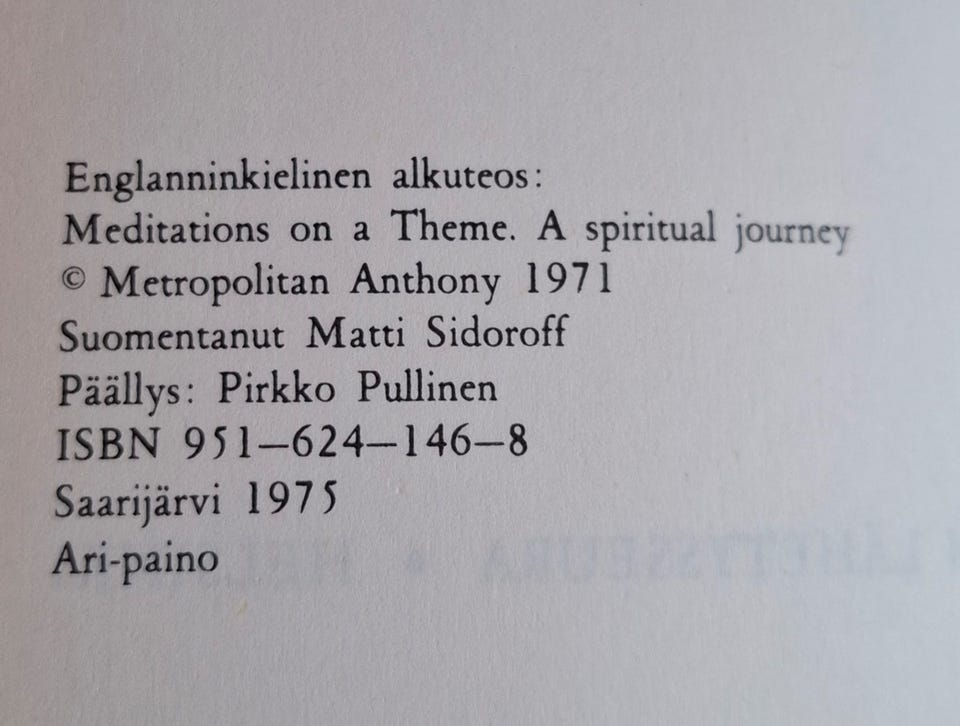 Englanninkielinen alkuteos:
Meditations on a Theme. A spiritual journey
© Metropolitan Anthony 1971
Suomentanut Matti Sidoroff
Päällys: Pirkko Pullinen
ISBN 951—624—146—8
Saarijärvi 1975
Ari-paino